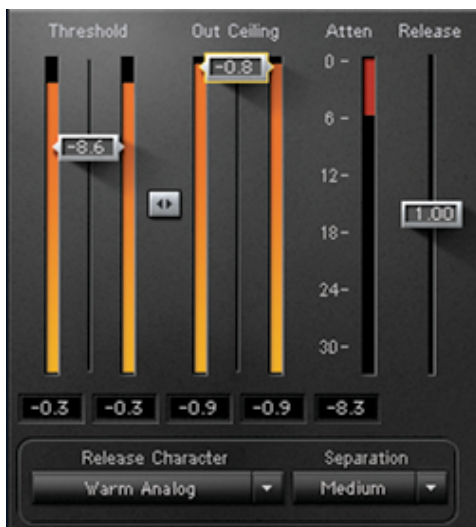 Threshold Out Ceiling Atten Release
0-
-0.8
6-
-8.6
12-
1.00
18-
24-
30-
-0.3 -0.3 -0.9 -0.9 -8.3
Release Character Separation
Warm Analog Medium